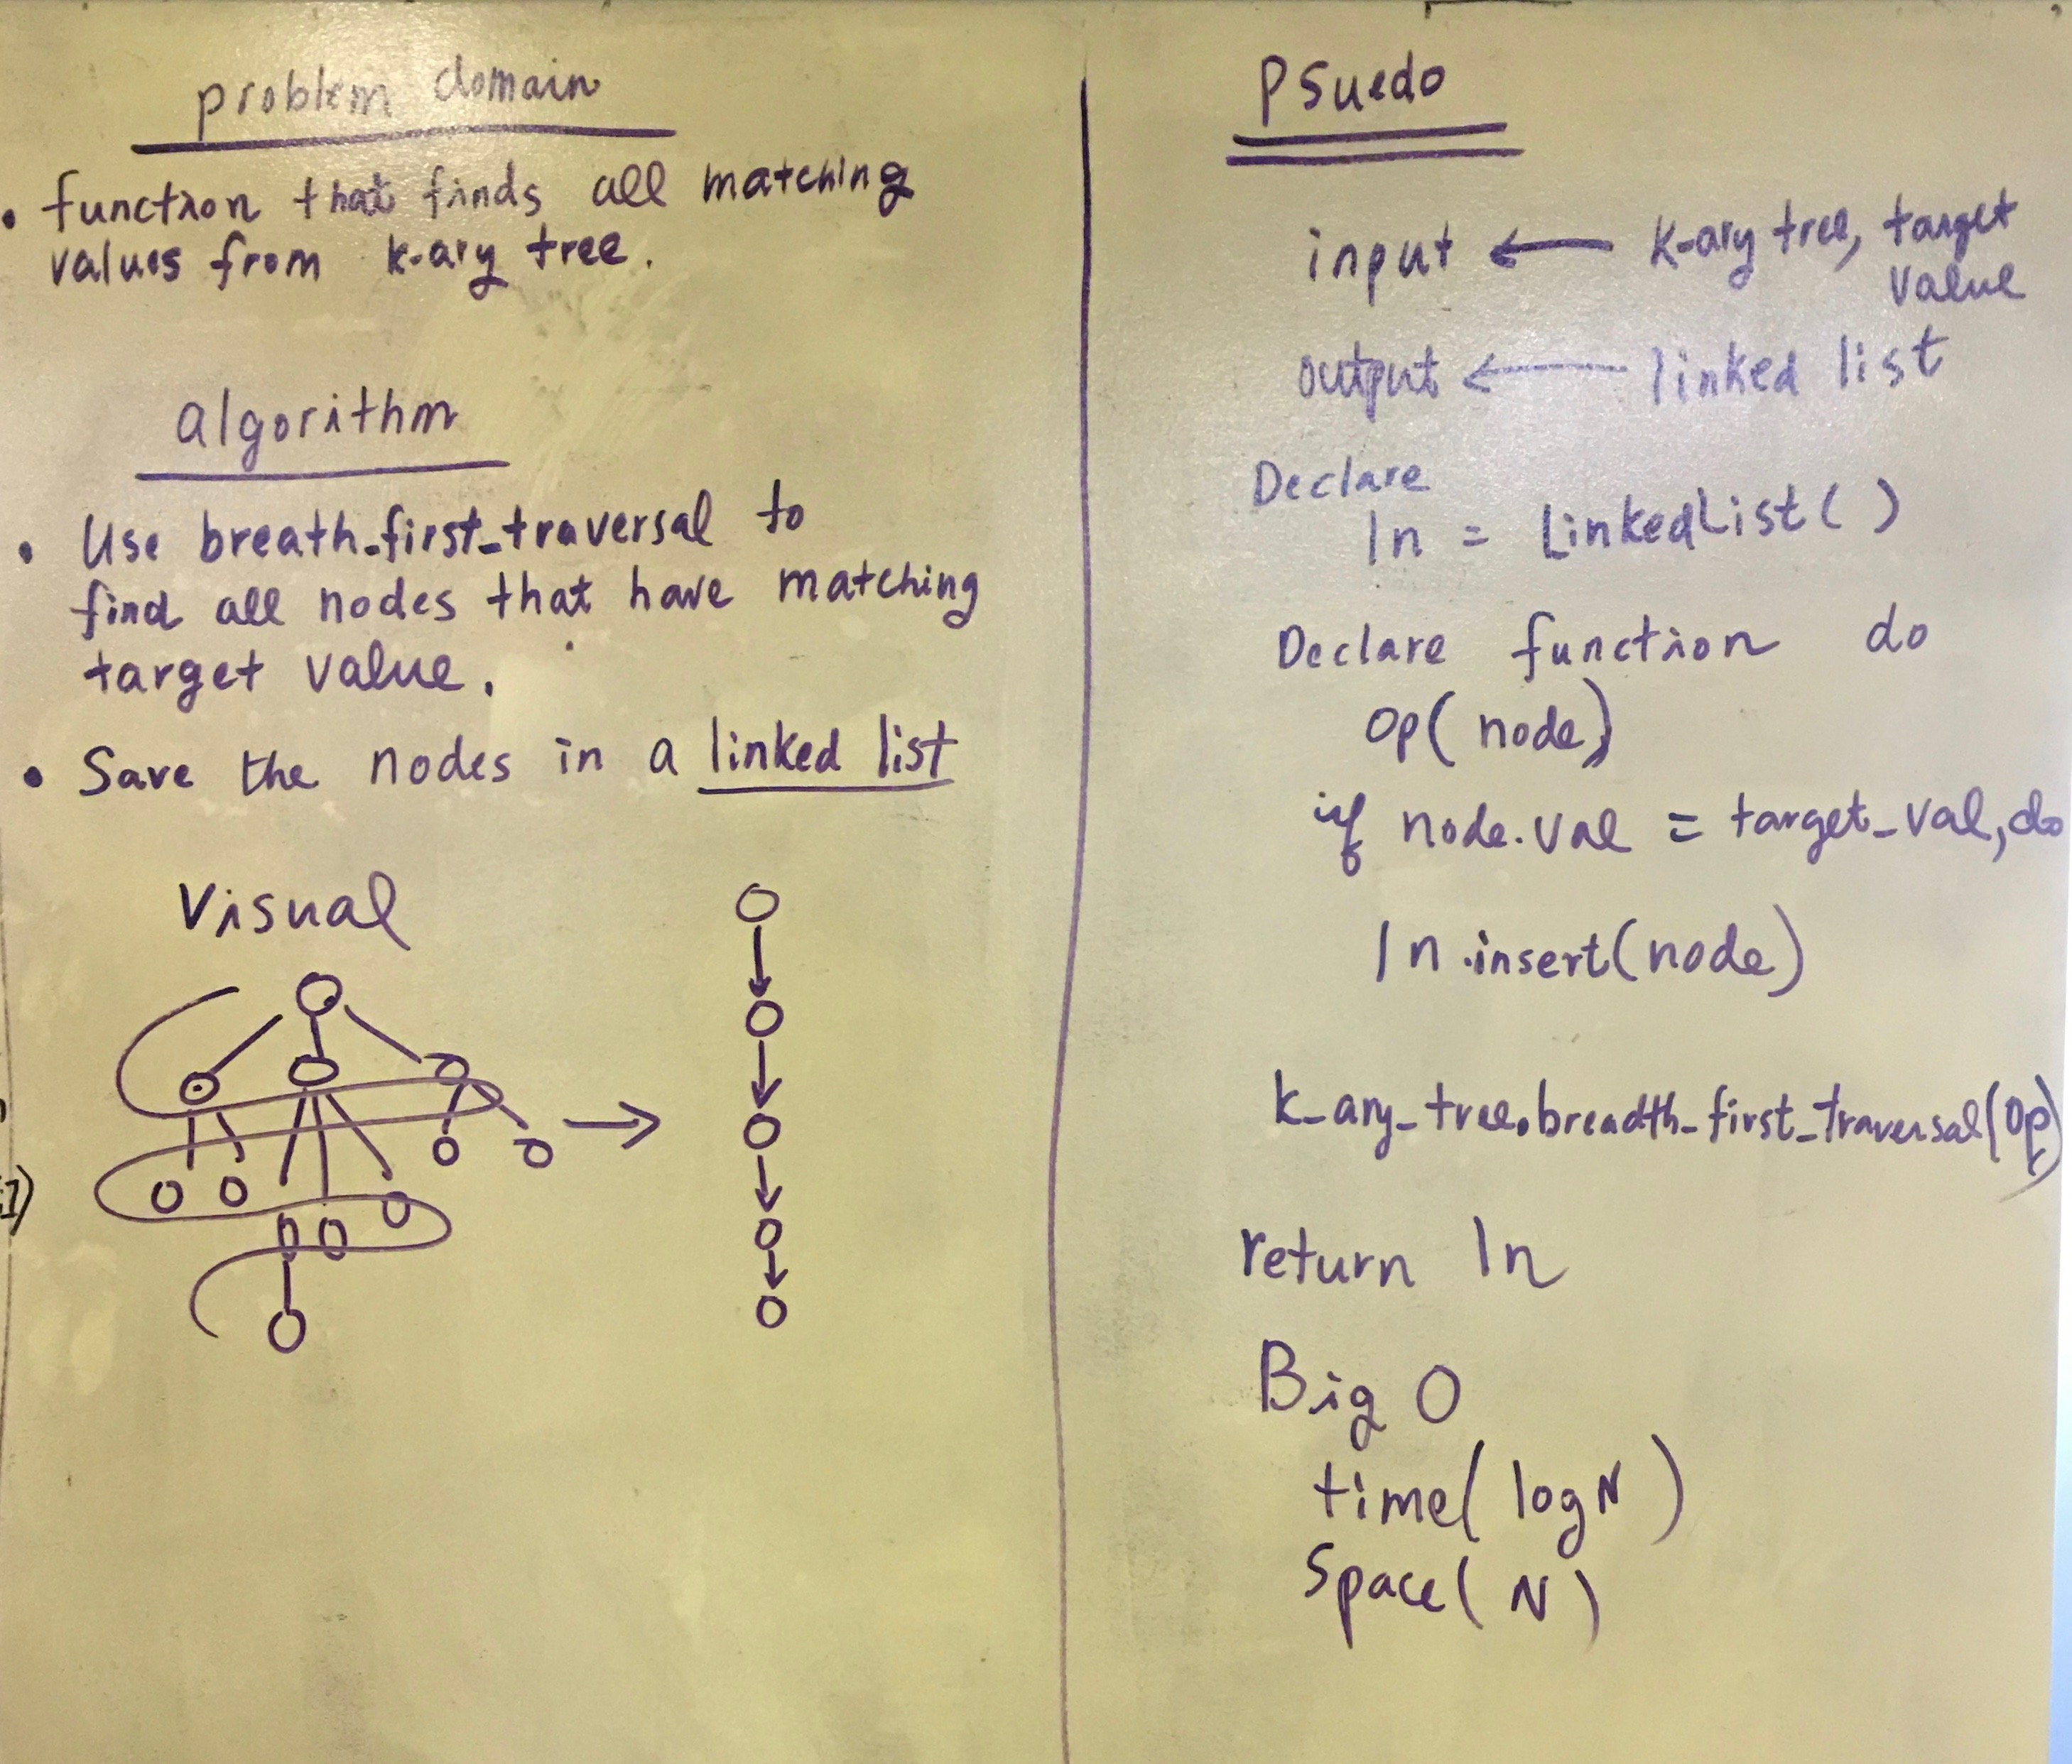 problem domain
• function that finds all matching
values from k-ary tree.
algorithm
• Use breath-first-traversal to
find all nodes that have matching
target value.
• Save the nodes in a linked list
Visual
Psuedo
input ← k-ary tree, target
value
output ← linked list
Declare
ln = LinkedList()
Declare function do
op(node)
if node.val = target_val, do
ln.insert(node)
k_ary_tree.breadth_first_traversal(op)
return ln
Big O
time(logN)
Space(N)